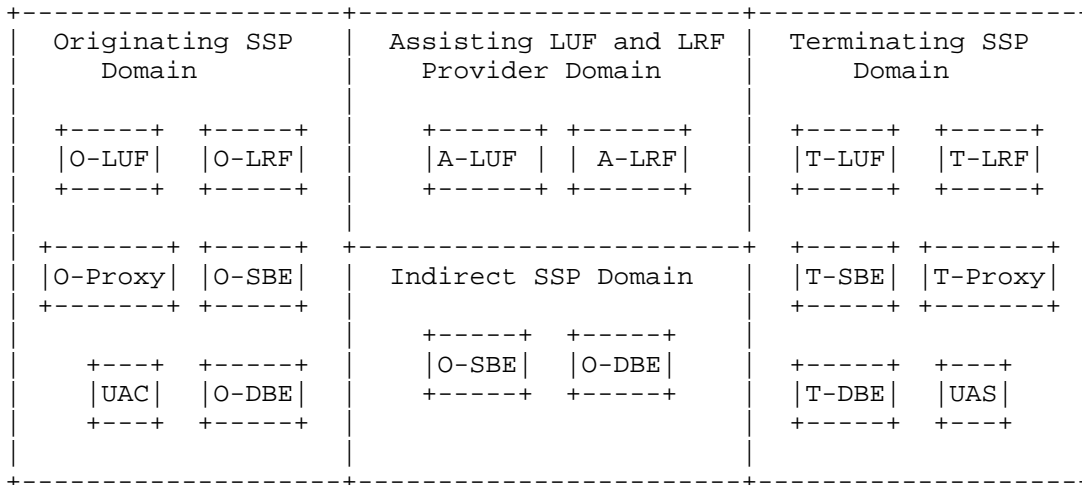 +--------------------+------------------------+---------------------
|  Originating SSP   |  Assisting LUF and LRF |  Terminating SSP
|     Domain         |    Provider Domain     |      Domain
|                    |                        |
|  +-----+  +-----+  |    +------+ +------+   |  +-----+  +-----+
|  |O-LUF|  |O-LRF|  |    |A-LUF | | A-LRF|   |  |T-LUF|  |T-LRF|
|  +-----+  +-----+  |    +------+ +------+   |  +-----+  +-----+
|                    |                        |
| +-------+ +-----+  +------------------------+  +-----+ +-------+
| |O-Proxy| |O-SBE|  |  Indirect SSP Domain   |  |T-SBE| |T-Proxy|
| +-------+ +-----+  |                        |  +-----+ +-------+
|                    |    +-----+  +-----+    |
|    +---+  +-----+  |    |O-SBE|  |O-DBE|    |  +-----+  +---+
|    |UAC|  |O-DBE|  |    +-----+  +-----+    |  |T-DBE|  |UAS|
|    +---+  +-----+  |                        |  +-----+  +---+
|                    |                        |
+--------------------+------------------------+---------------------